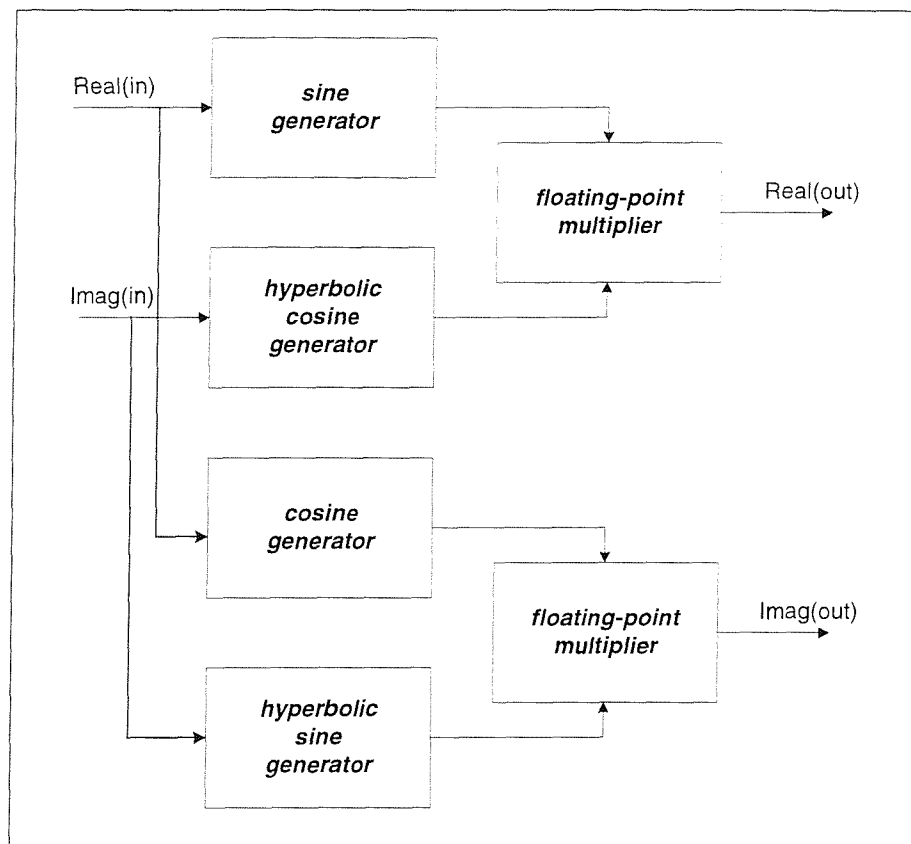 Real(in)
sine
generator
floating-point
multiplier
Real(out)
Imag(in)
hyperbolic
cosine
generator
cosine
generator
floating-point
multiplier
Imag(out)
hyperbolic
sine
generator